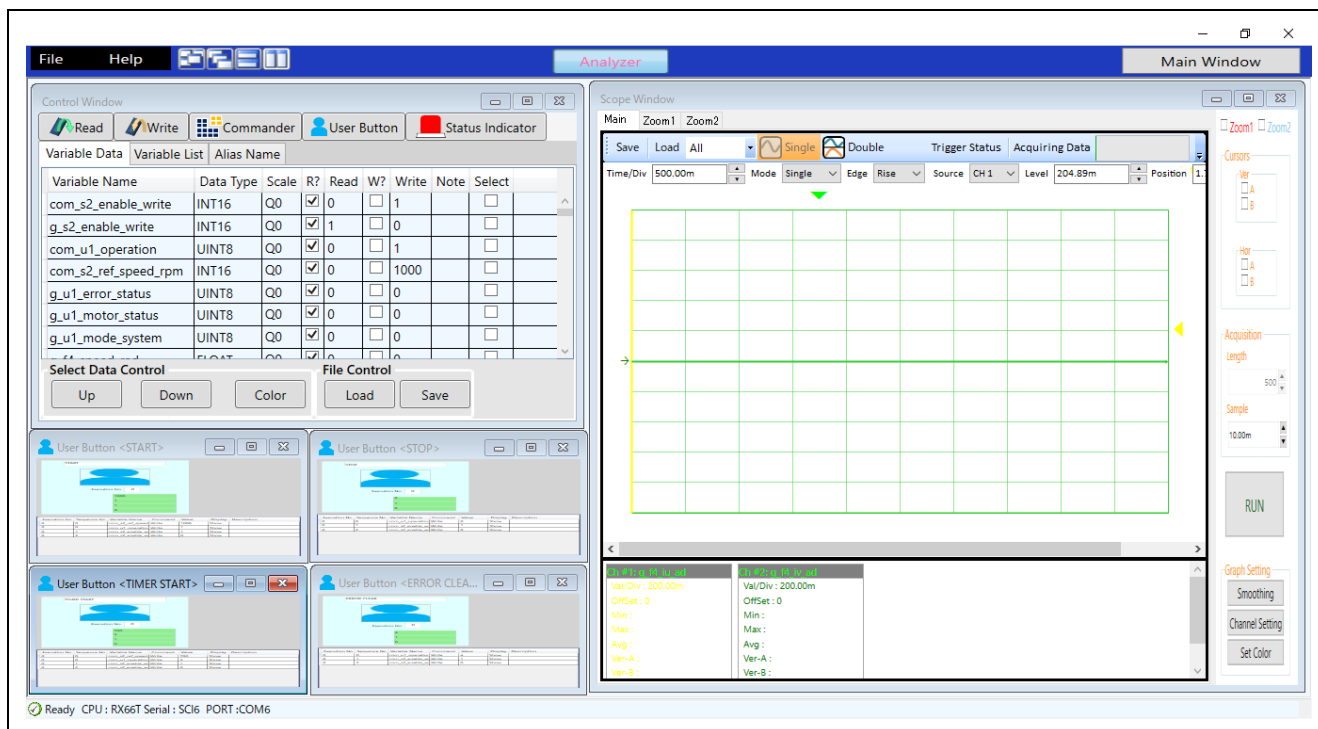 File Help Analyzer Main Window
Control Window
Read Write Commander User Button Status Indicator
Variable Data Variable List Alias Name
Variable Name Data Type Scale R? Read W? Write Note Select
com_s2_enable_write INT16 Q0 0 1
g_s2_enable_write INT16 Q0 1 0
com_u1_operation UINT8 Q0 0 1
com_s2_ref_speed_rpm INT16 Q0 0 1000
g_u1_error_status UINT8 Q0 0 0
g_u1_motor_status UINT8 Q0 0 0
g_u1_mode_system UINT8 Q0 0 0
Select Data Control File Control
Up Down Color Load Save
User Button <START>
User Button <STOP>
User Button <TIMER START>
User Button <ERROR CLEA...
Scope Window
Main Zoom1 Zoom2
Save Load All Single Double Trigger Status Acquiring Data
Time/Div 500.00m Mode Single Edge Rise Source CH 1 Level 204.89m Position
Ch #1: g_f4_iu_ad
Val/Div : 200.00m
OffSet : 0
Min :
Max :
Avg :
Ver-A :
Ver-B :
Ch #2: g_f4_iv_ad
Val/Div : 200.00m
OffSet : 0
Min :
Max :
Avg :
Ver-A :
Ver-B :
Zoom1 Zoom2
Cursors
Ver
A
B
Hor
A
B
Acquisition
Length
500
Sample
10.00m
RUN
Graph Setting
Smoothing
Channel Setting
Set Color
Ready CPU : RX66T Serial : SCI6 PORT :COM6